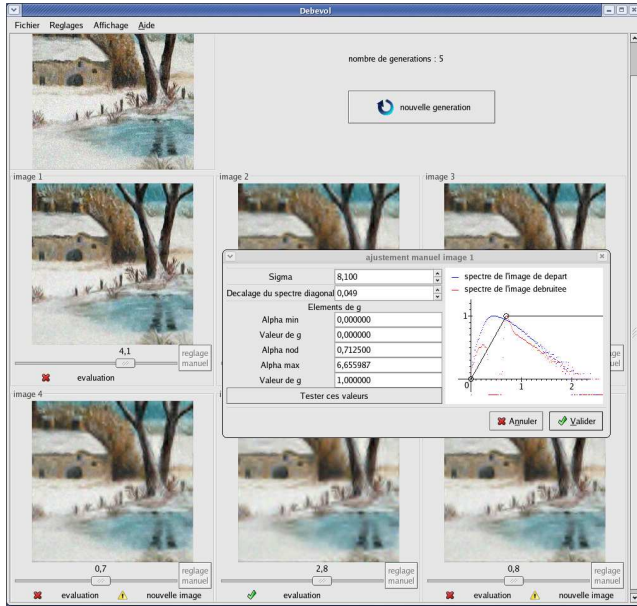 Debevol
Fichier Reglages Affichage Aide
nombre de generations : 5
nouvelle generation
image 1
image 2
image 3
ajustement manuel image 1
Sigma 8,100
Decalage du spectre diagonal 0,049
Elements de g
Alpha min 0,000000
Valeur de g 0,000000
Alpha nod 0,712500
Alpha max 6,655987
Valeur de g 1,000000
Tester ces valeurs
spectre de l'image de depart
spectre de l'image debruitee
1
0 1 2
Annuler Valider
4,1
reglage
manuel
evaluation
image 4
0,7
reglage
manuel
evaluation nouvelle image
2,8
reglage
manuel
evaluation
0,8
reglage
manuel
evaluation nouvelle image